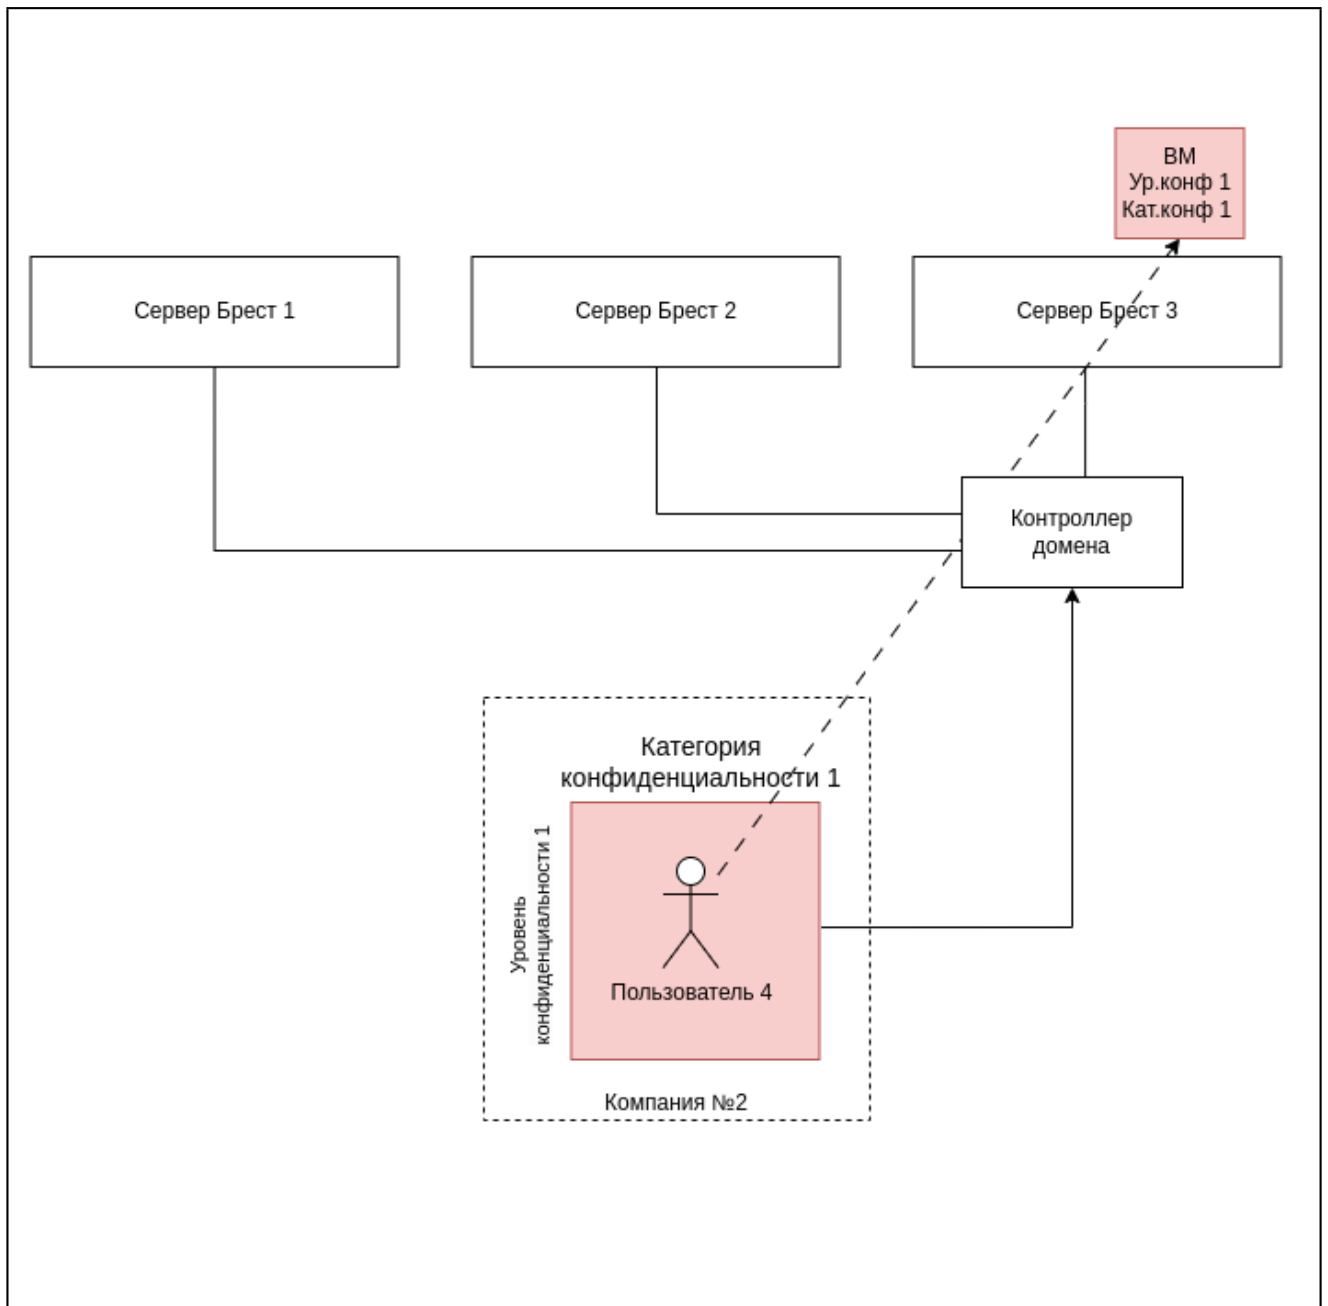 ВМ
Ур.конф 1
Кат.конф 1
Сервер Брест 1
Сервер Брест 2
Сервер Брест 3
Контроллер
домена
Категория
конфиденциальности 1
Уровень
конфиденциальности 1
Пользователь 4
Компания №2